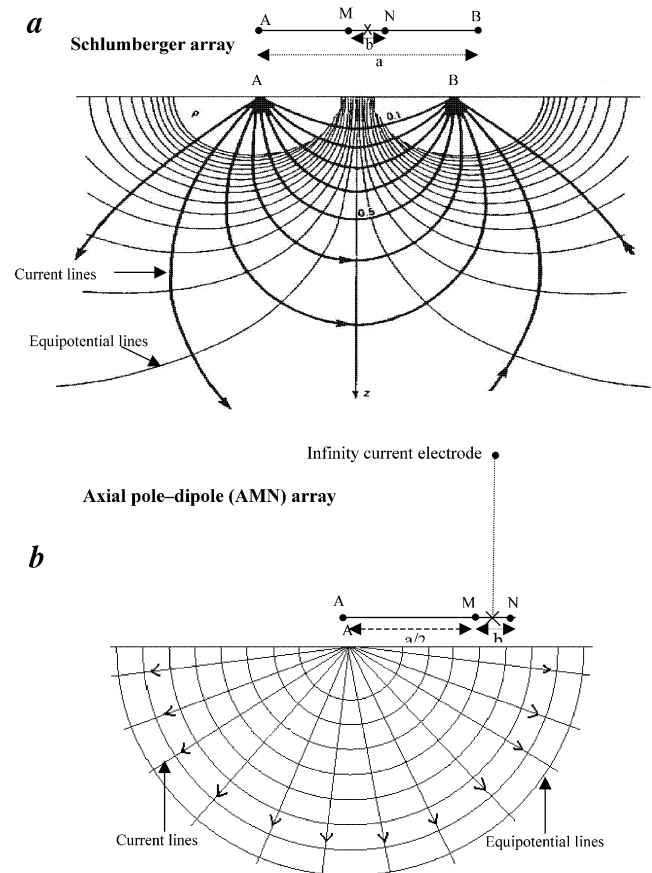 a
A M N B
Schlumberger array
b
a
A B
ρ 0.1
0.5
Current lines
Equipotential lines
z
Infinity current electrode
Axial pole–dipole (AMN) array
b
A M N
A a/2 b
Current lines
Equipotential lines